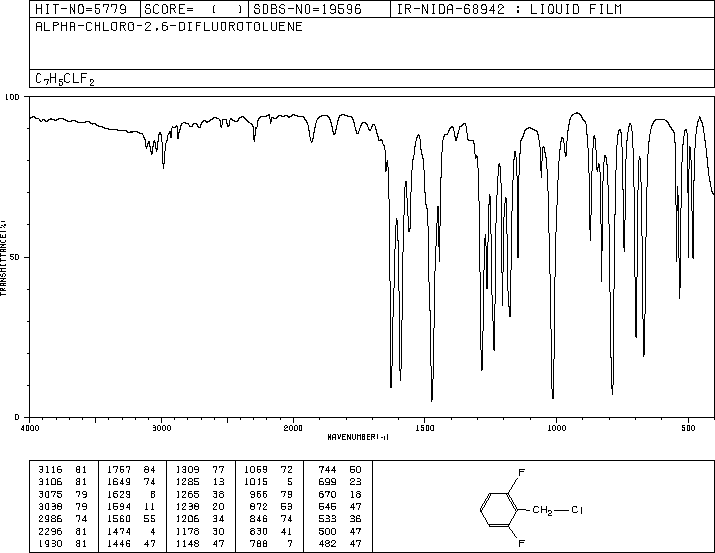 HIT-NO=5779 SCORE= ( ) SDBS-NO=19596 IR-NIDA-68942 : LIQUID FILM
ALPHA-CHLORO-2,6-DIFLUOROTOLUENE
C7H5CLF2
100
50
0
TRANSMITTANCE(%)
4000 3000 2000 1500 1000 500
WAVENUMBER(-1)
3116 81 1767 84 1309 77 1069 72 744 50
3106 81 1649 74 1285 13 1015 5 699 23
3075 79 1629 8 1265 38 966 79 670 18
3038 79 1594 11 1238 20 872 53 545 47
2986 74 1560 55 1206 34 846 74 533 36
2296 81 1474 4 1178 30 830 41 500 47
1930 81 1446 47 1148 47 788 7 482 47
F
CH2 Cl
F